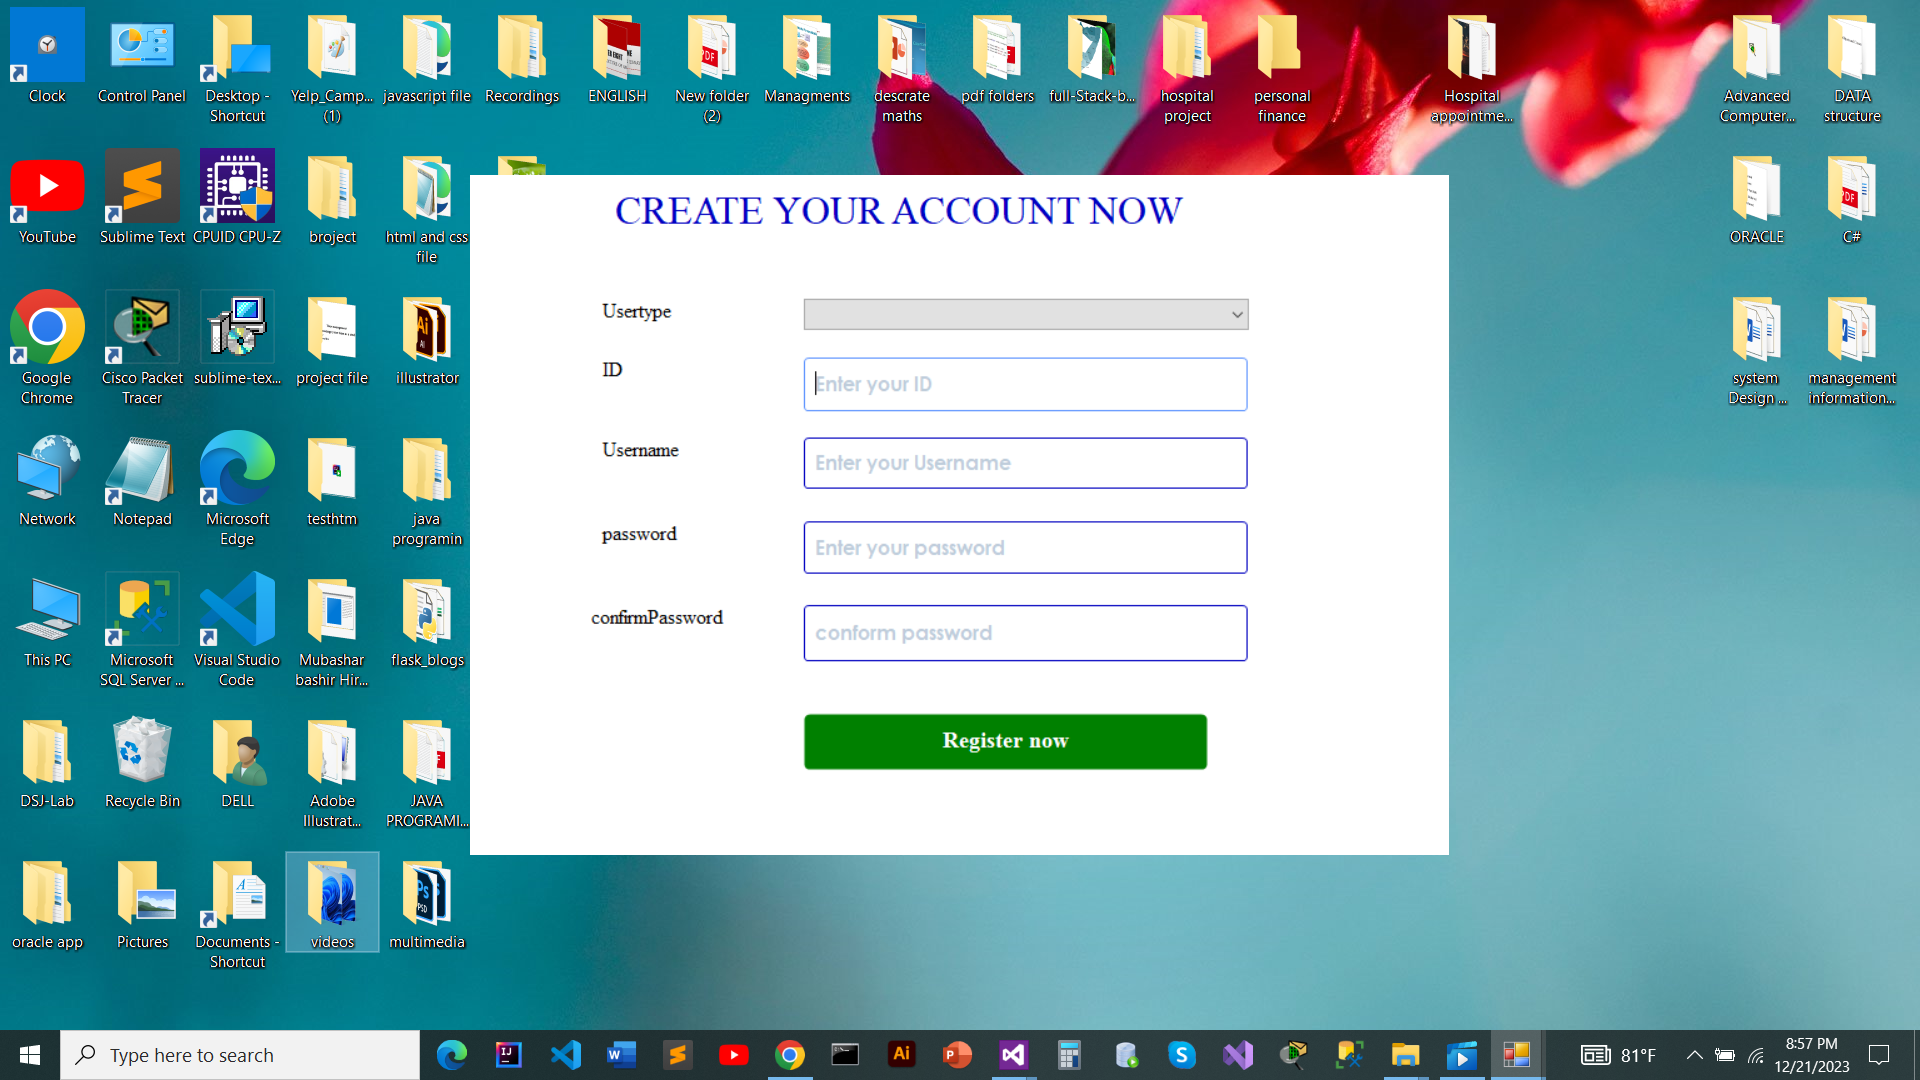 Clock
Control Panel
Desktop -
Shortcut
Yelp_Camp...
(1)
javascript file
Recordings
ENGLISH
New folder
(2)
Managments
descrate
maths
pdf folders
full-Stack-b...
hospital
project
personal
finance
Hospital
appointme...
Advanced
Computer...
DATA
structure
YouTube
Sublime Text
CPUID CPU-Z
broject
html and css
file
ORACLE
C#
CREATE YOUR ACCOUNT NOW
Usertype
ID
Enter your ID
Username
Enter your Username
password
Enter your password
confirmPassword
conform password
Register now
Google
Chrome
Cisco Packet
Tracer
sublime-tex...
project file
illustrator
system
Design ...
management
information...
Network
Notepad
Microsoft
Edge
testhtm
java
programin
This PC
Microsoft
SQL Server ...
Visual Studio
Code
Mubashar
bashir Hir...
flask_blogs
DSJ-Lab
Recycle Bin
DELL
Adobe
Illustrat...
JAVA
PROGRAMI...
oracle app
Pictures
Documents -
Shortcut
videos
multimedia
Type here to search
81°F
8:57 PM
12/21/2023